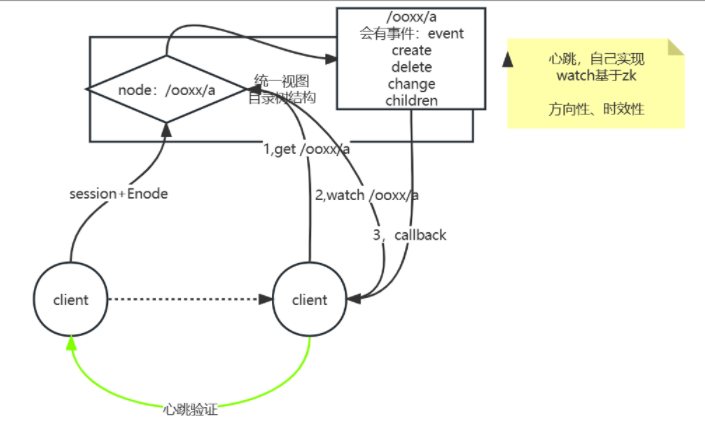 /ooxx/a
会有事件：event
create
delete
change
children
心跳，自己实现
watch基于zk
方向性、时效性
node：/ooxx/a
统一视图
目录树结构
1,get /ooxx/a
session+Enode
2,watch /ooxx/a
3，callback
client
client
心跳验证